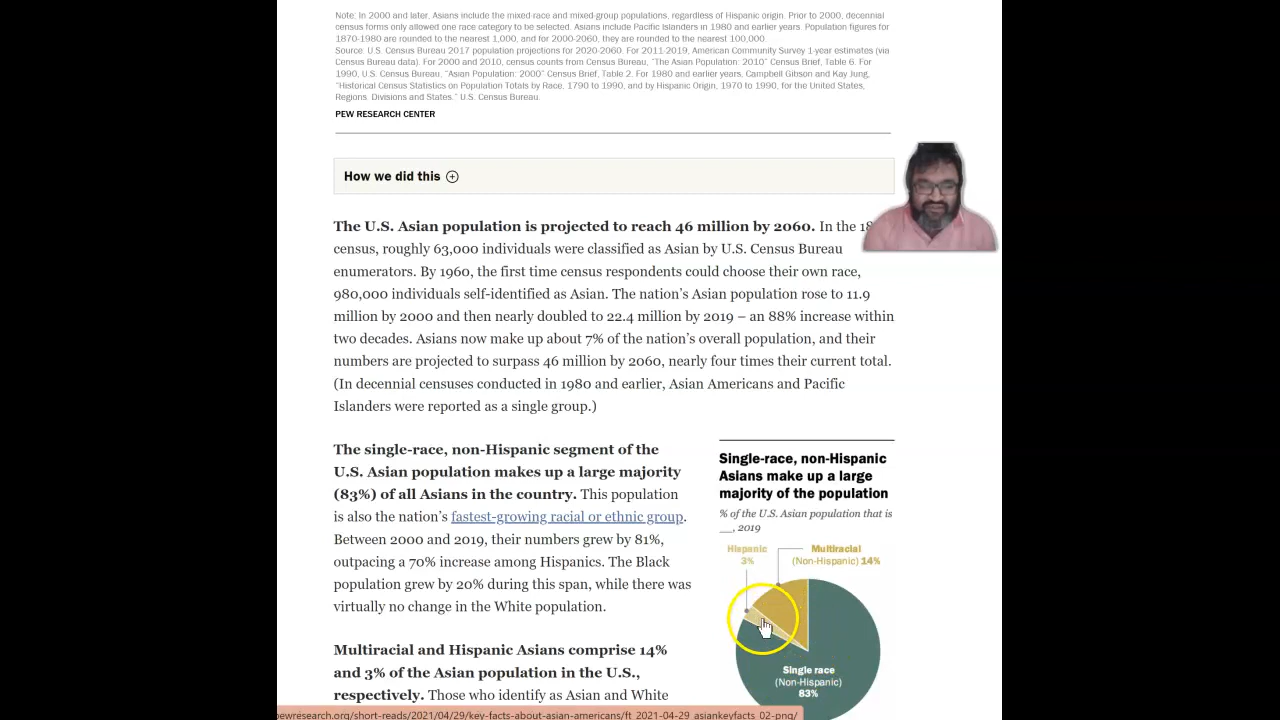 Note: In 2000 and later, Asians include the mixed-race and mixed-group populations, regardless of Hispanic origin. Prior to 2000, decennial
census forms only allowed one race category to be selected. Asians include Pacific Islanders in 1980 and earlier years. Population figures for
1870-1980 are rounded to the nearest 1,000, and for 2000-2060, they are rounded to the nearest 100,000.
Source: U.S. Census Bureau 2017 population projections for 2020-2060. For 2011-2019, American Community Survey 1-year estimates (via
Census Bureau data). For 2000 and 2010, census counts from Census Bureau, "The Asian Population: 2010" Census Brief, Table 6. For
1990, U.S. Census Bureau, "Asian Population: 2000" Census Brief, Table 2. For 1980 and earlier years, Campbell Gibson and Kay Jung,
"Historical Census Statistics on Population Totals by Race, 1790 to 1990, and by Hispanic Origin, 1970 to 1990, for the United States,
Regions, Divisions and States." U.S. Census Bureau.
PEW RESEARCH CENTER
How we did this
The U.S. Asian population is projected to reach 46 million by 2060. In the
census, roughly 63,000 individuals were classified as Asian by U.S. Census Bureau
enumerators. By 1960, the first time census respondents could choose their own race,
980,000 individuals self-identified as Asian. The nation's Asian population rose to 11.9
million by 2000 and then nearly doubled to 22.4 million by 2019 – an 88% increase within
two decades. Asians now make up about 7% of the nation's overall population, and their
numbers are projected to surpass 46 million by 2060, nearly four times their current total.
(In decennial censuses conducted in 1980 and earlier, Asian Americans and Pacific
Islanders were reported as a single group.)
The single-race, non-Hispanic segment of the
U.S. Asian population makes up a large majority
(83%) of all Asians in the country. This population
is also the nation's fastest-growing racial or ethnic group.
Between 2000 and 2019, their numbers grew by 81%,
outpacing a 70% increase among Hispanics. The Black
population grew by 20% during this span, while there was
virtually no change in the White population.
Multiracial and Hispanic Asians comprise 14%
and 3% of the Asian population in the U.S.,
respectively. Those who identify as Asian and White
Single-race, non-Hispanic
Asians make up a large
majority of the population
% of the U.S. Asian population that is
__, 2019
Hispanic
3%
Multiracial
(Non-Hispanic) 14%
Single race
(Non-Hispanic)
83%
pewresearch.org/short-reads/2021/04/29/key-facts-about-asian-americans/ft_2021-04-29_asiankeyfacts_02-png/